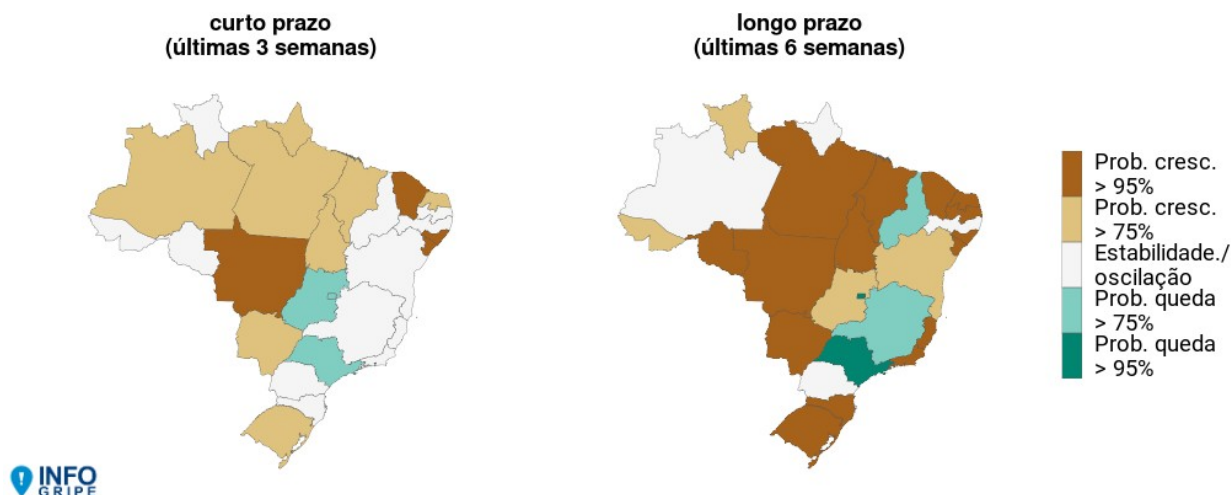 curto prazo
(últimas 3 semanas)
longo prazo
(últimas 6 semanas)
Prob. cresc.
> 95%
Prob. cresc.
> 75%
Estabilidade./
oscilação
Prob. queda
> 75%
Prob. queda
> 95%
INFO
GRIPE